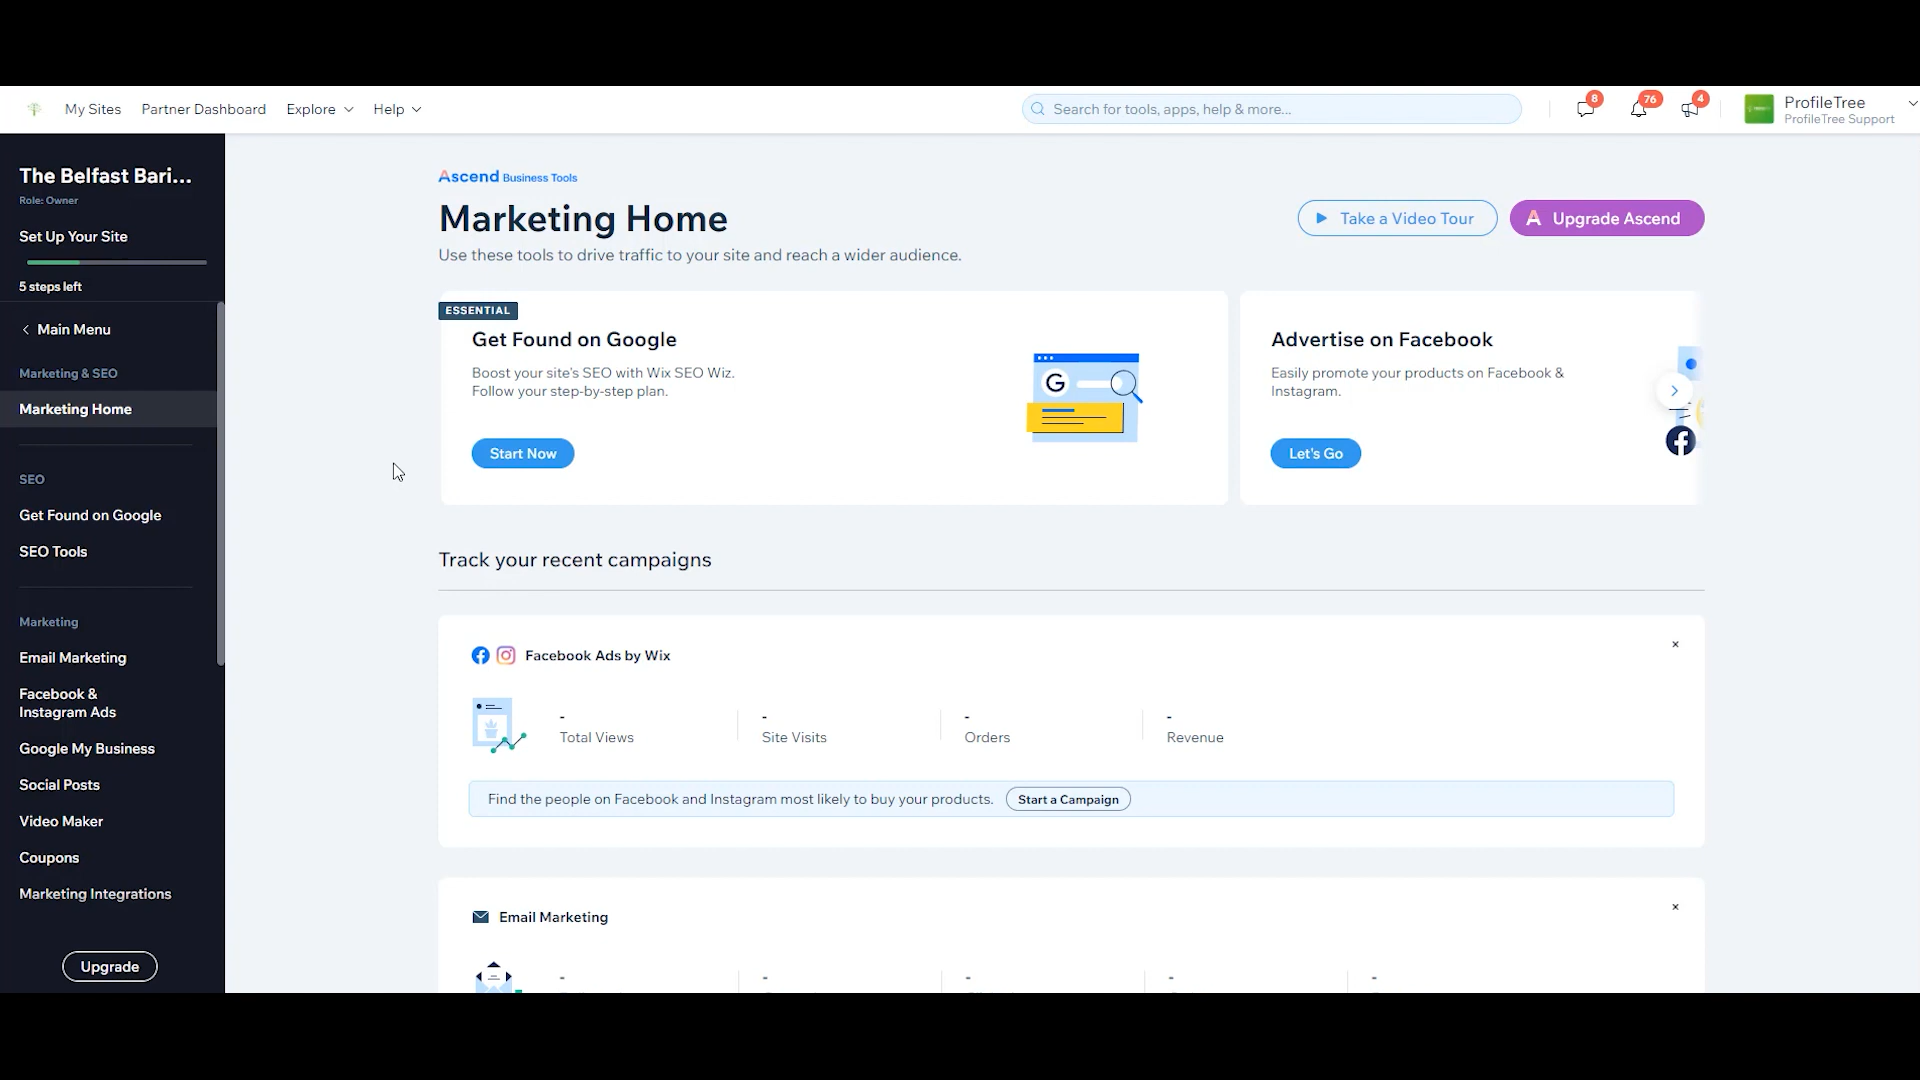 My Sites
Partner Dashboard
Explore
Help
Search for tools, apps, help & more...
8
76
4
ProfileTree
ProfileTree Support
The Belfast Bari...
Role: Owner
Set Up Your Site
5 steps left
Main Menu
Marketing & SEO
Marketing Home
SEO
Get Found on Google
SEO Tools
Marketing
Email Marketing
Facebook &
Instagram Ads
Google My Business
Social Posts
Video Maker
Coupons
Marketing Integrations
Upgrade
Ascend Business Tools
Marketing Home
Use these tools to drive traffic to your site and reach a wider audience.
Take a Video Tour
Upgrade Ascend
ESSENTIAL
Get Found on Google
Boost your site's SEO with Wix SEO Wiz.
Follow your step-by-step plan.
Start Now
G
Advertise on Facebook
Easily promote your products on Facebook &
Instagram.
Let's Go
Track your recent campaigns
Facebook Ads by Wix
-
Total Views
-
Site Visits
-
Orders
-
Revenue
Find the people on Facebook and Instagram most likely to buy your products.
Start a Campaign
Email Marketing
- - - - -